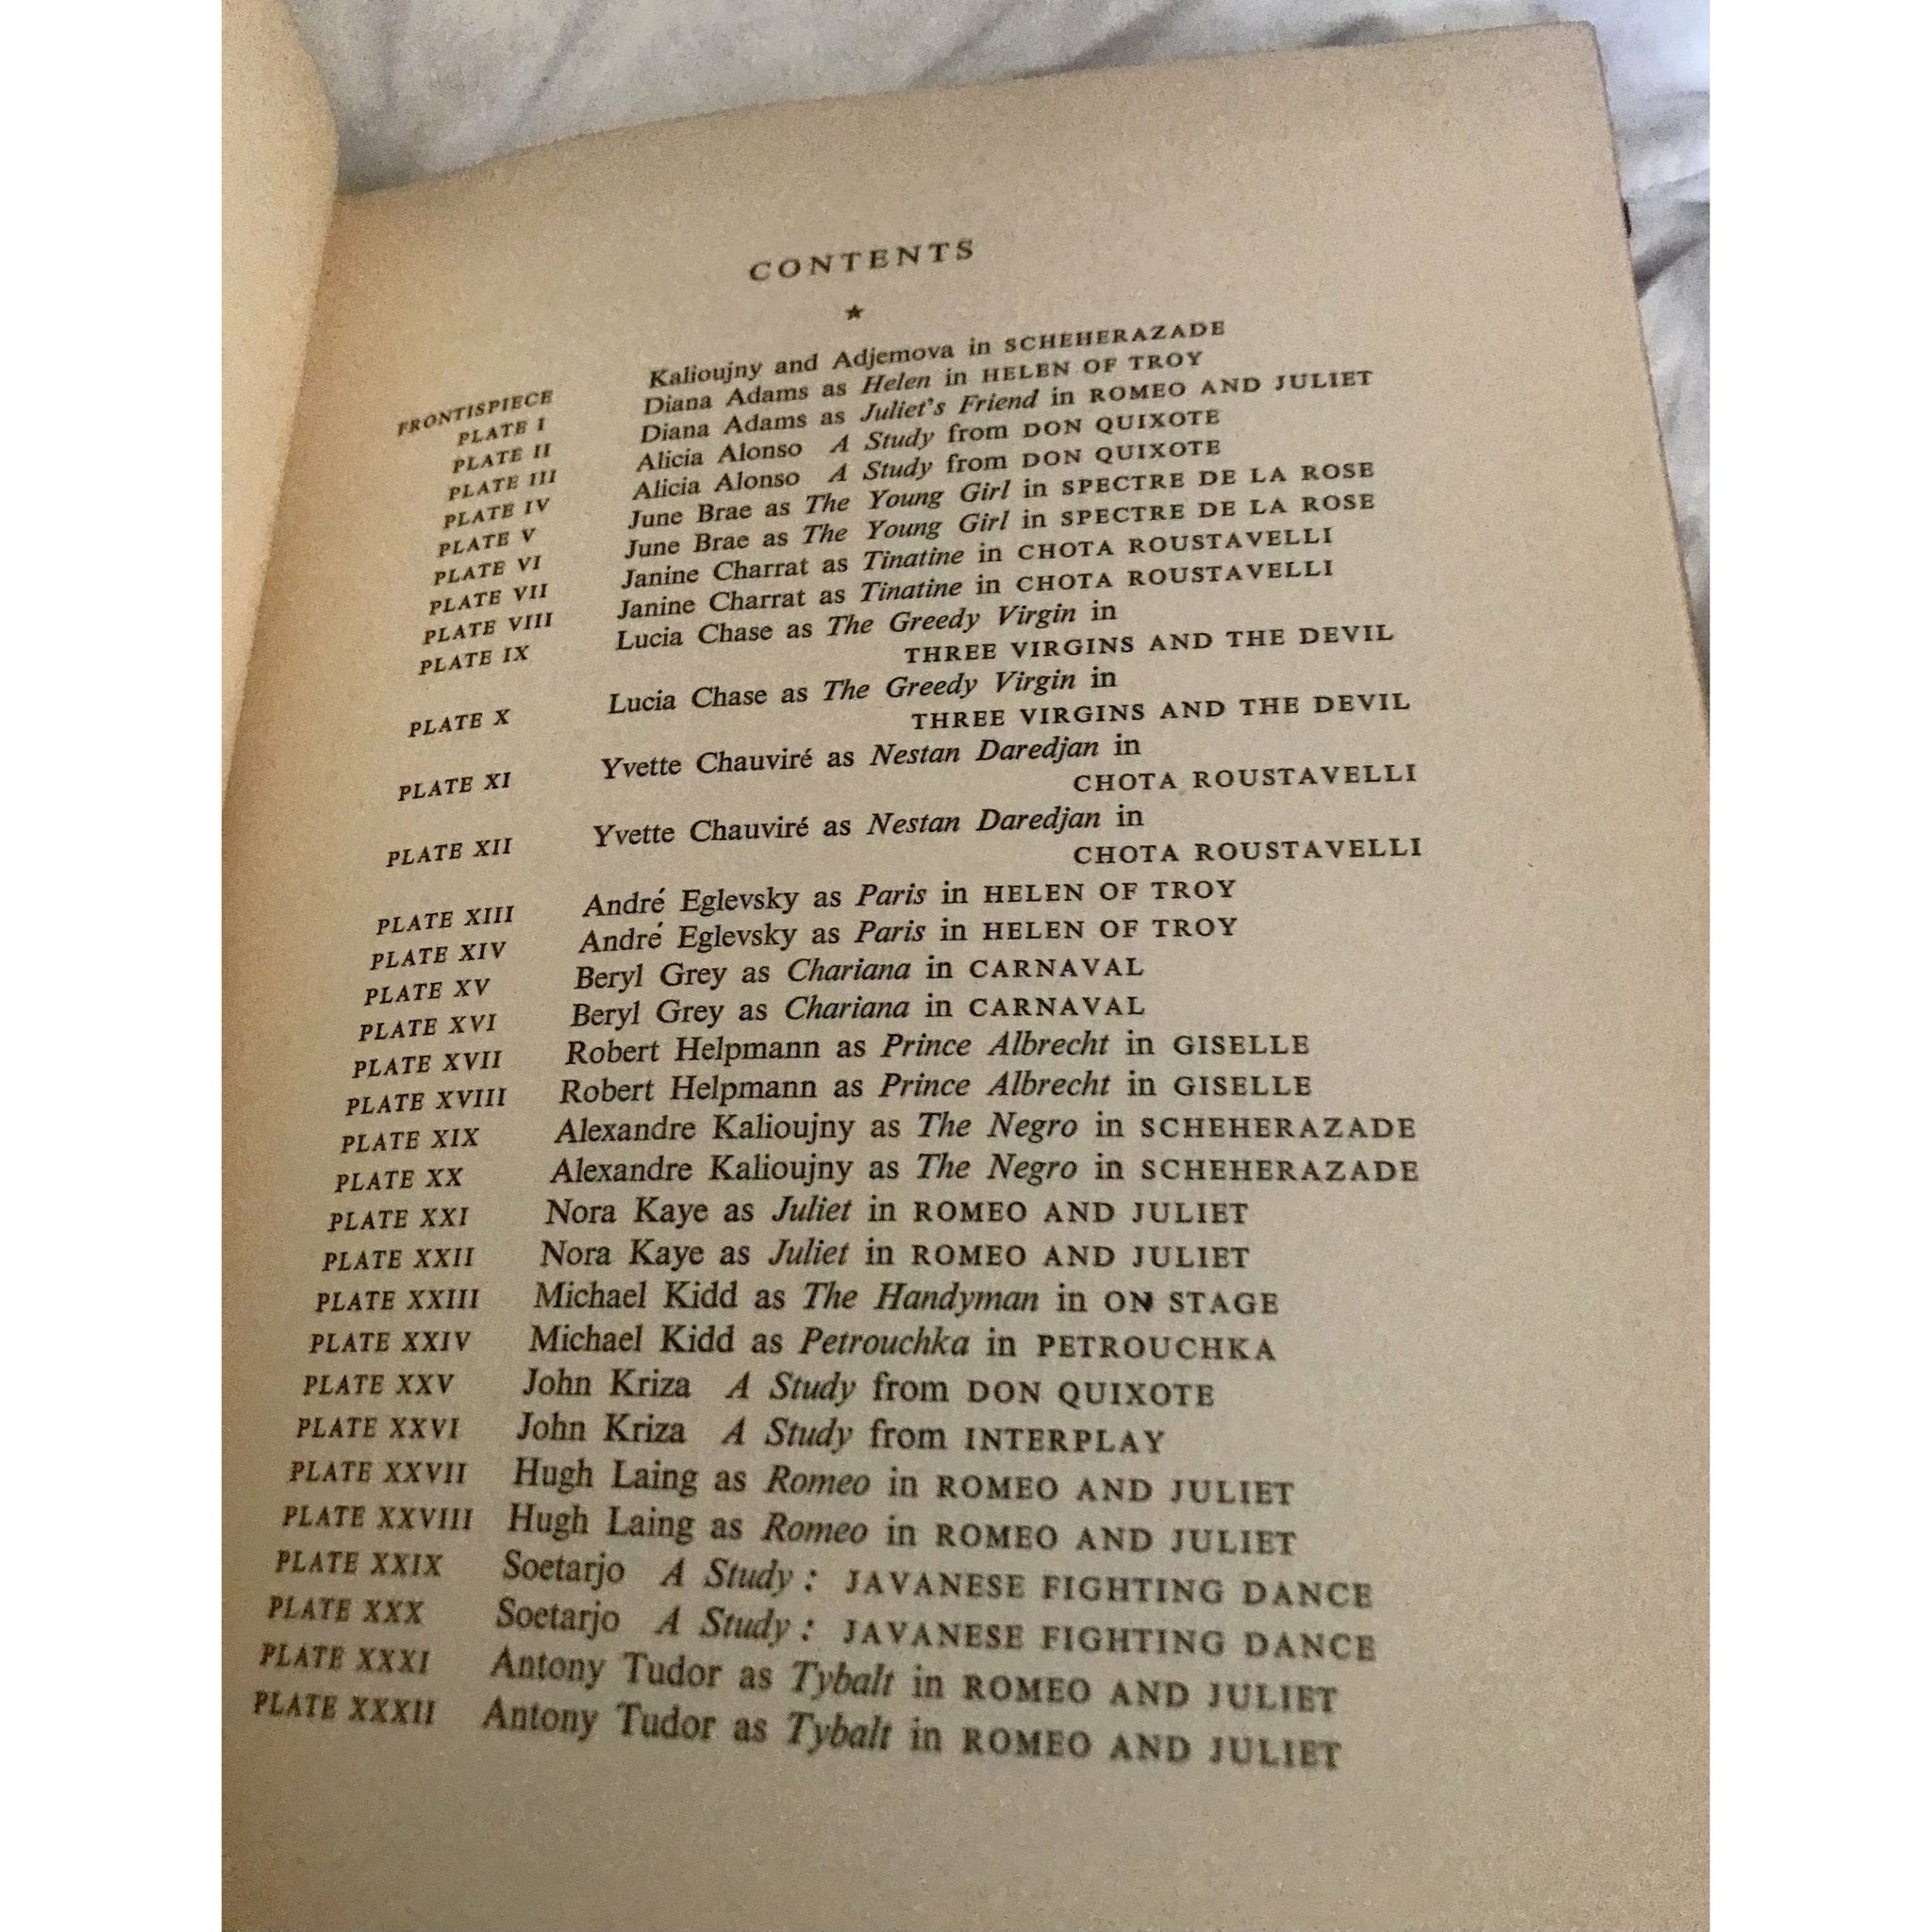 CONTENTS
★
FRONTISPIECE Kalioujny and Adjemova in SCHEHERAZADE
PLATE I Diana Adams as Helen in HELEN OF TROY
PLATE II Diana Adams as Juliet's Friend in ROMEO AND JULIET
PLATE III Alicia Alonso A Study from DON QUIXOTE
PLATE IV Alicia Alonso A Study from DON QUIXOTE
PLATE V June Brae as The Young Girl in SPECTRE DE LA ROSE
PLATE VI June Brae as The Young Girl in SPECTRE DE LA ROSE
PLATE VII Janine Charrat as Tinatine in CHOTA ROUSTAVELLI
PLATE VIII Janine Charrat as Tinatine in CHOTA ROUSTAVELLI
PLATE IX Lucia Chase as The Greedy Virgin in
THREE VIRGINS AND THE DEVIL
PLATE X Lucia Chase as The Greedy Virgin in
THREE VIRGINS AND THE DEVIL
PLATE XI Yvette Chauviré as Nestan Daredjan in
CHOTA ROUSTAVELLI
PLATE XII Yvette Chauviré as Nestan Daredjan in
CHOTA ROUSTAVELLI
PLATE XIII André Eglevsky as Paris in HELEN OF TROY
PLATE XIV André Eglevsky as Paris in HELEN OF TROY
PLATE XV Beryl Grey as Chariana in CARNAVAL
PLATE XVI Beryl Grey as Chariana in CARNAVAL
PLATE XVII Robert Helpmann as Prince Albrecht in GISELLE
PLATE XVIII Robert Helpmann as Prince Albrecht in GISELLE
PLATE XIX Alexandre Kalioujny as The Negro in SCHEHERAZADE
PLATE XX Alexandre Kalioujny as The Negro in SCHEHERAZADE
PLATE XXI Nora Kaye as Juliet in ROMEO AND JULIET
PLATE XXII Nora Kaye as Juliet in ROMEO AND JULIET
PLATE XXIII Michael Kidd as The Handyman in ON STAGE
PLATE XXIV Michael Kidd as Petrouchka in PETROUCHKA
PLATE XXV John Kriza A Study from DON QUIXOTE
PLATE XXVI John Kriza A Study from INTERPLAY
PLATE XXVII Hugh Laing as Romeo in ROMEO AND JULIET
PLATE XXVIII Hugh Laing as Romeo in ROMEO AND JULIET
PLATE XXIX Soetarjo A Study : JAVANESE FIGHTING DANCE
PLATE XXX Soetarjo A Study : JAVANESE FIGHTING DANCE
PLATE XXXI Antony Tudor as Tybalt in ROMEO AND JULIET
PLATE XXXII Antony Tudor as Tybalt in ROMEO AND JULIET